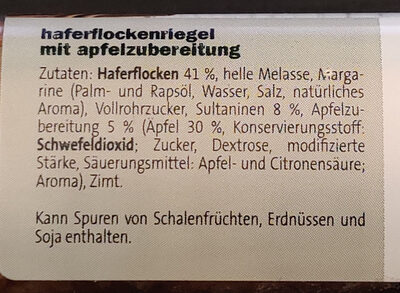 haferflockenriegel
mit apfelzubereitung
Zutaten: Haferflocken 41 %, helle Melasse, Marga-
rine (Palm- und Rapsöl, Wasser, Salz, natürliches
Aroma), Vollrohrzucker, Sultaninen 8 %, Apfelzu-
bereitung 5 % (Äpfel 30 %, Konservierungsstoff:
Schwefeldioxid; Zucker, Dextrose, modifizierte
Stärke, Säuerungsmittel: Apfel- und Citronensäure;
Aroma), Zimt.
Kann Spuren von Schalenfrüchten, Erdnüssen und
Soja enthalten.